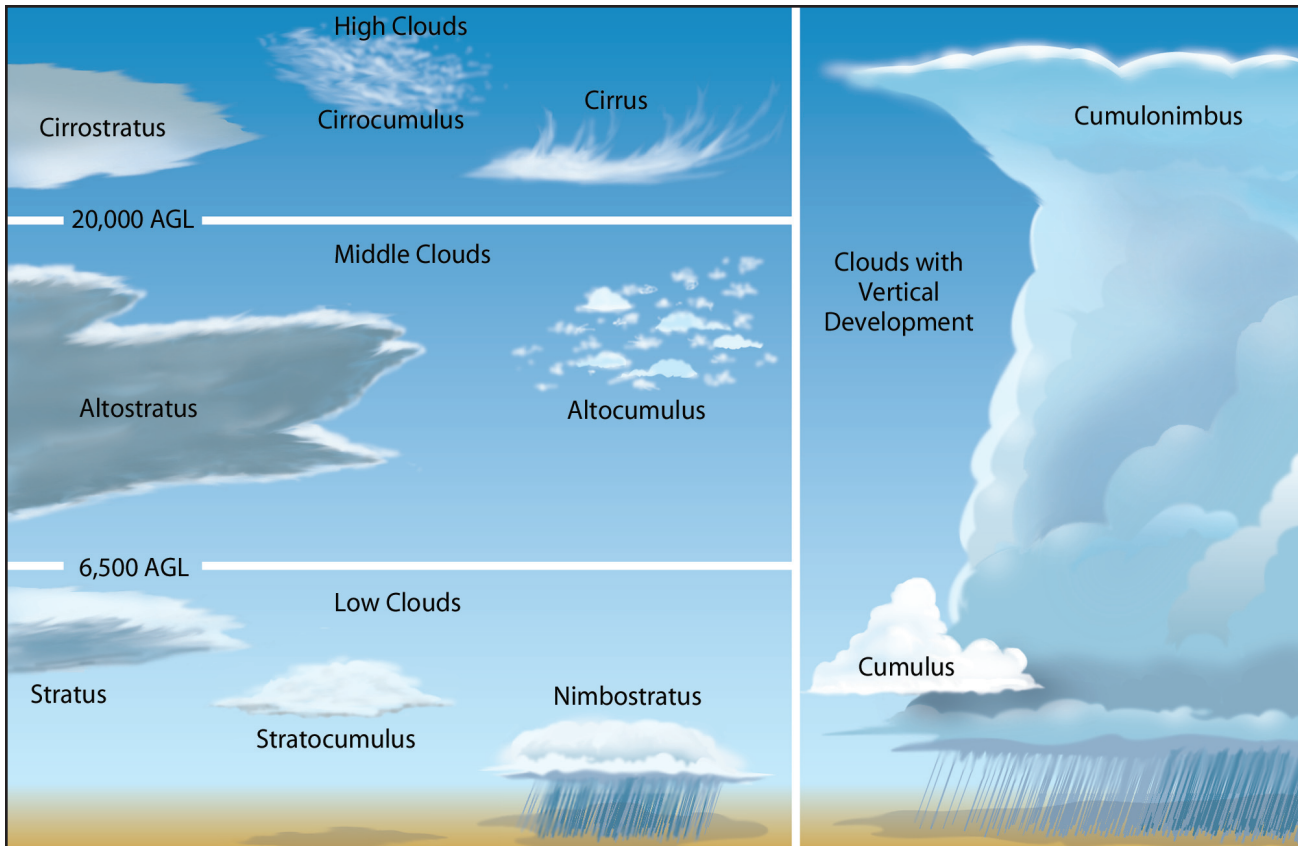 High Clouds
Cirrostratus
Cirrocumulus
Cirrus
20,000 AGL
Middle Clouds
Altostratus
Altocumulus
6,500 AGL
Low Clouds
Stratus
Stratocumulus
Nimbostratus
Cumulonimbus
Clouds with
Vertical
Development
Cumulus